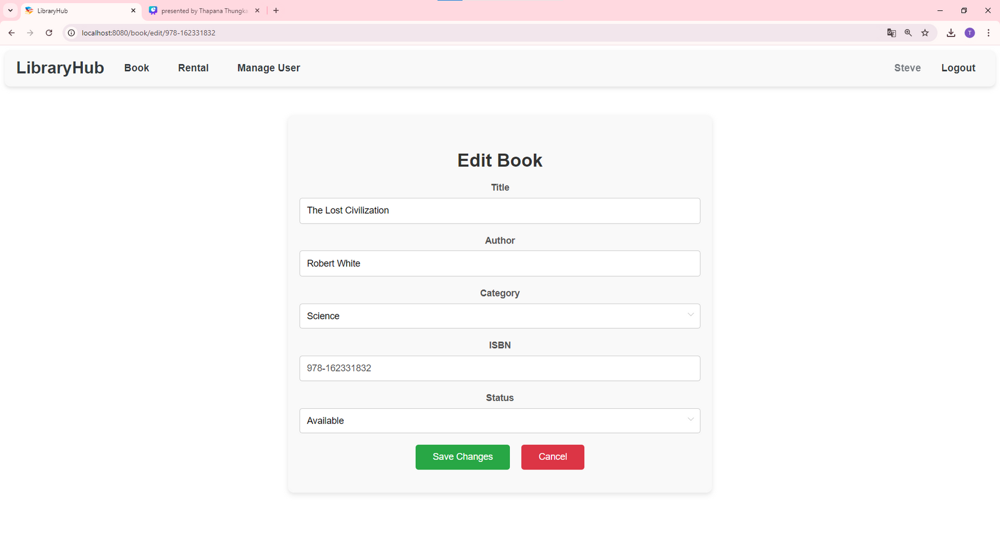 LibraryHub
presented by Thapana Thungka
localhost:8080/book/edit/978-162331832
T
LibraryHub Book Rental Manage User Steve Logout
Edit Book
Title
The Lost Civilization
Author
Robert White
Category
Science
ISBN
978-162331832
Status
Available
Save Changes Cancel